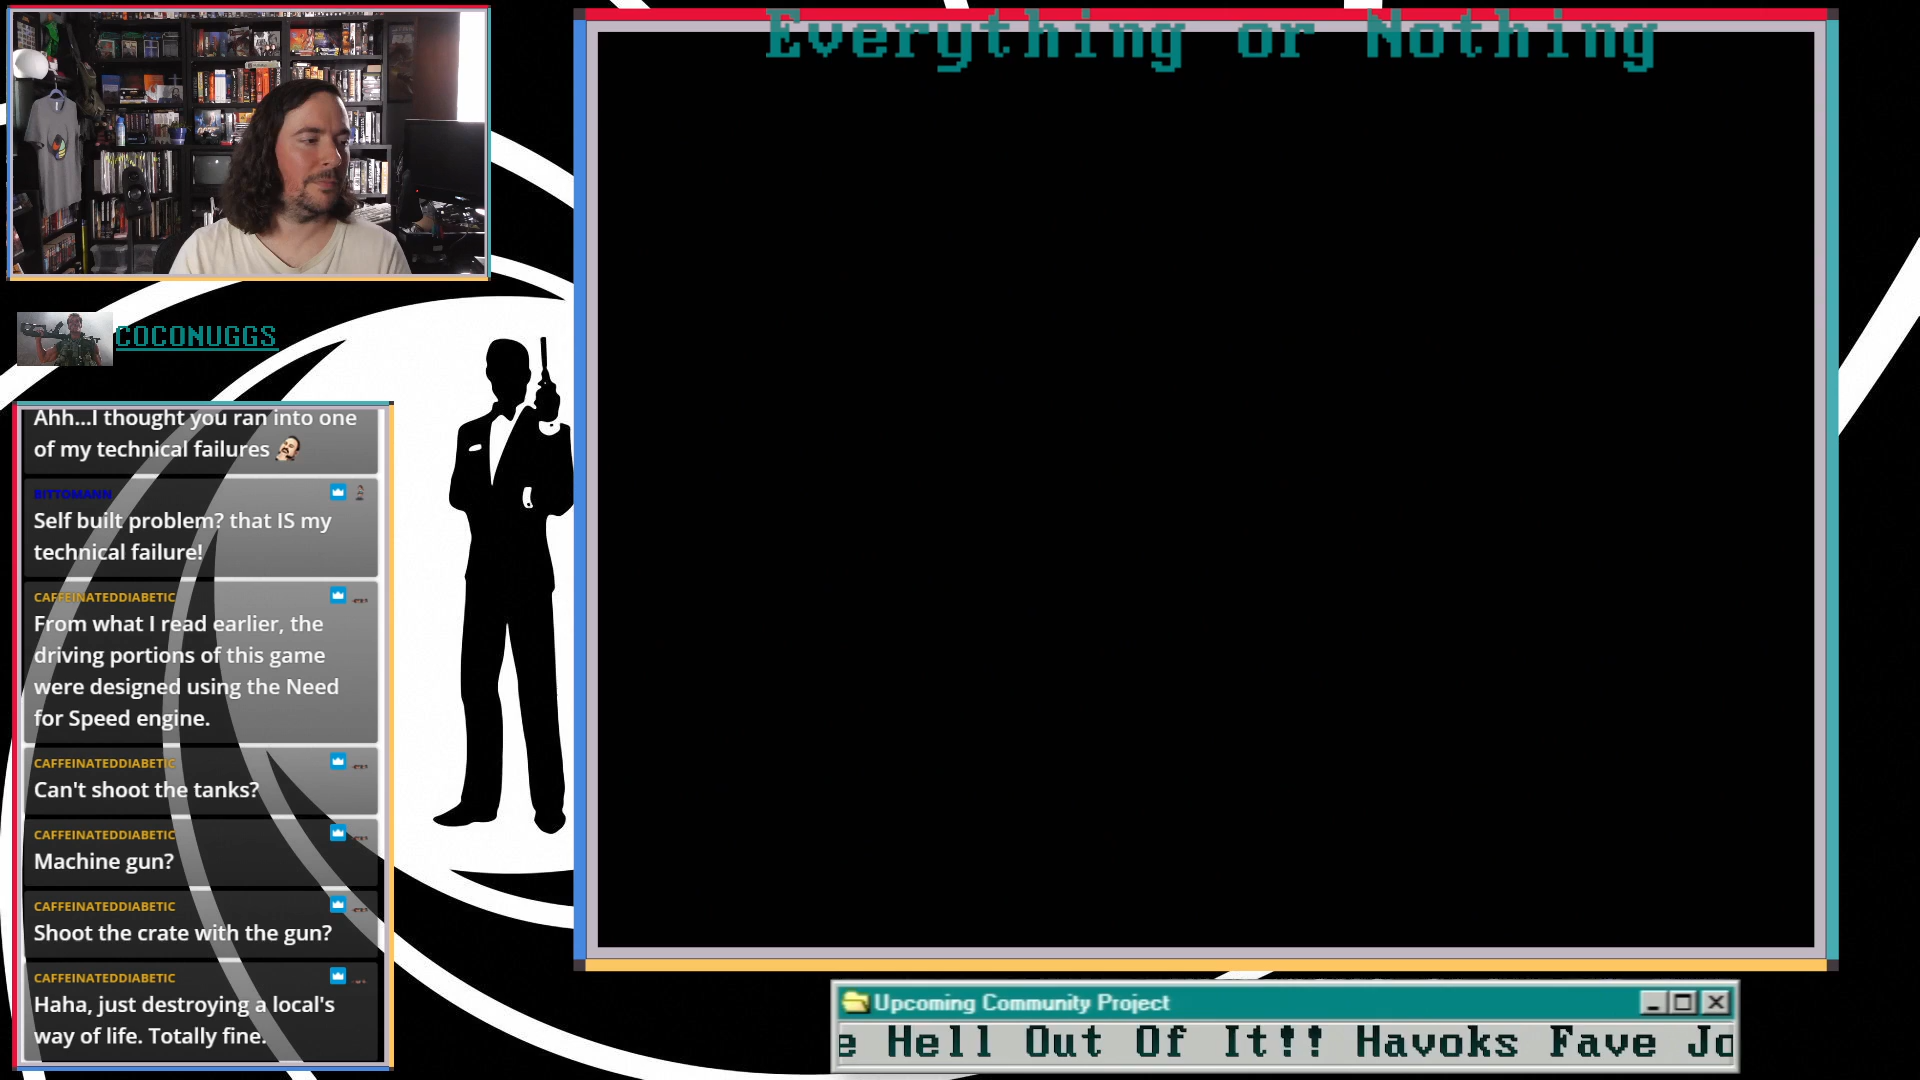 Everything or Nothing
COCONUGGS
Ahh...I thought you ran into one
of my technical failures
BITTOMANN
Self built problem? that IS my
technical failure!
CAFFEINATEDDIABETIC
From what I read earlier, the
driving portions of this game
were designed using the Need
for Speed engine.
CAFFEINATEDDIABETIC
Can't shoot the tanks?
CAFFEINATEDDIABETIC
Machine gun?
CAFFEINATEDDIABETIC
Shoot the crate with the gun?
CAFFEINATEDDIABETIC
Haha, just destroying a local's
way of life. Totally fine.
Upcoming Community Project
e Hell Out Of It!! Havoks Fave Jo